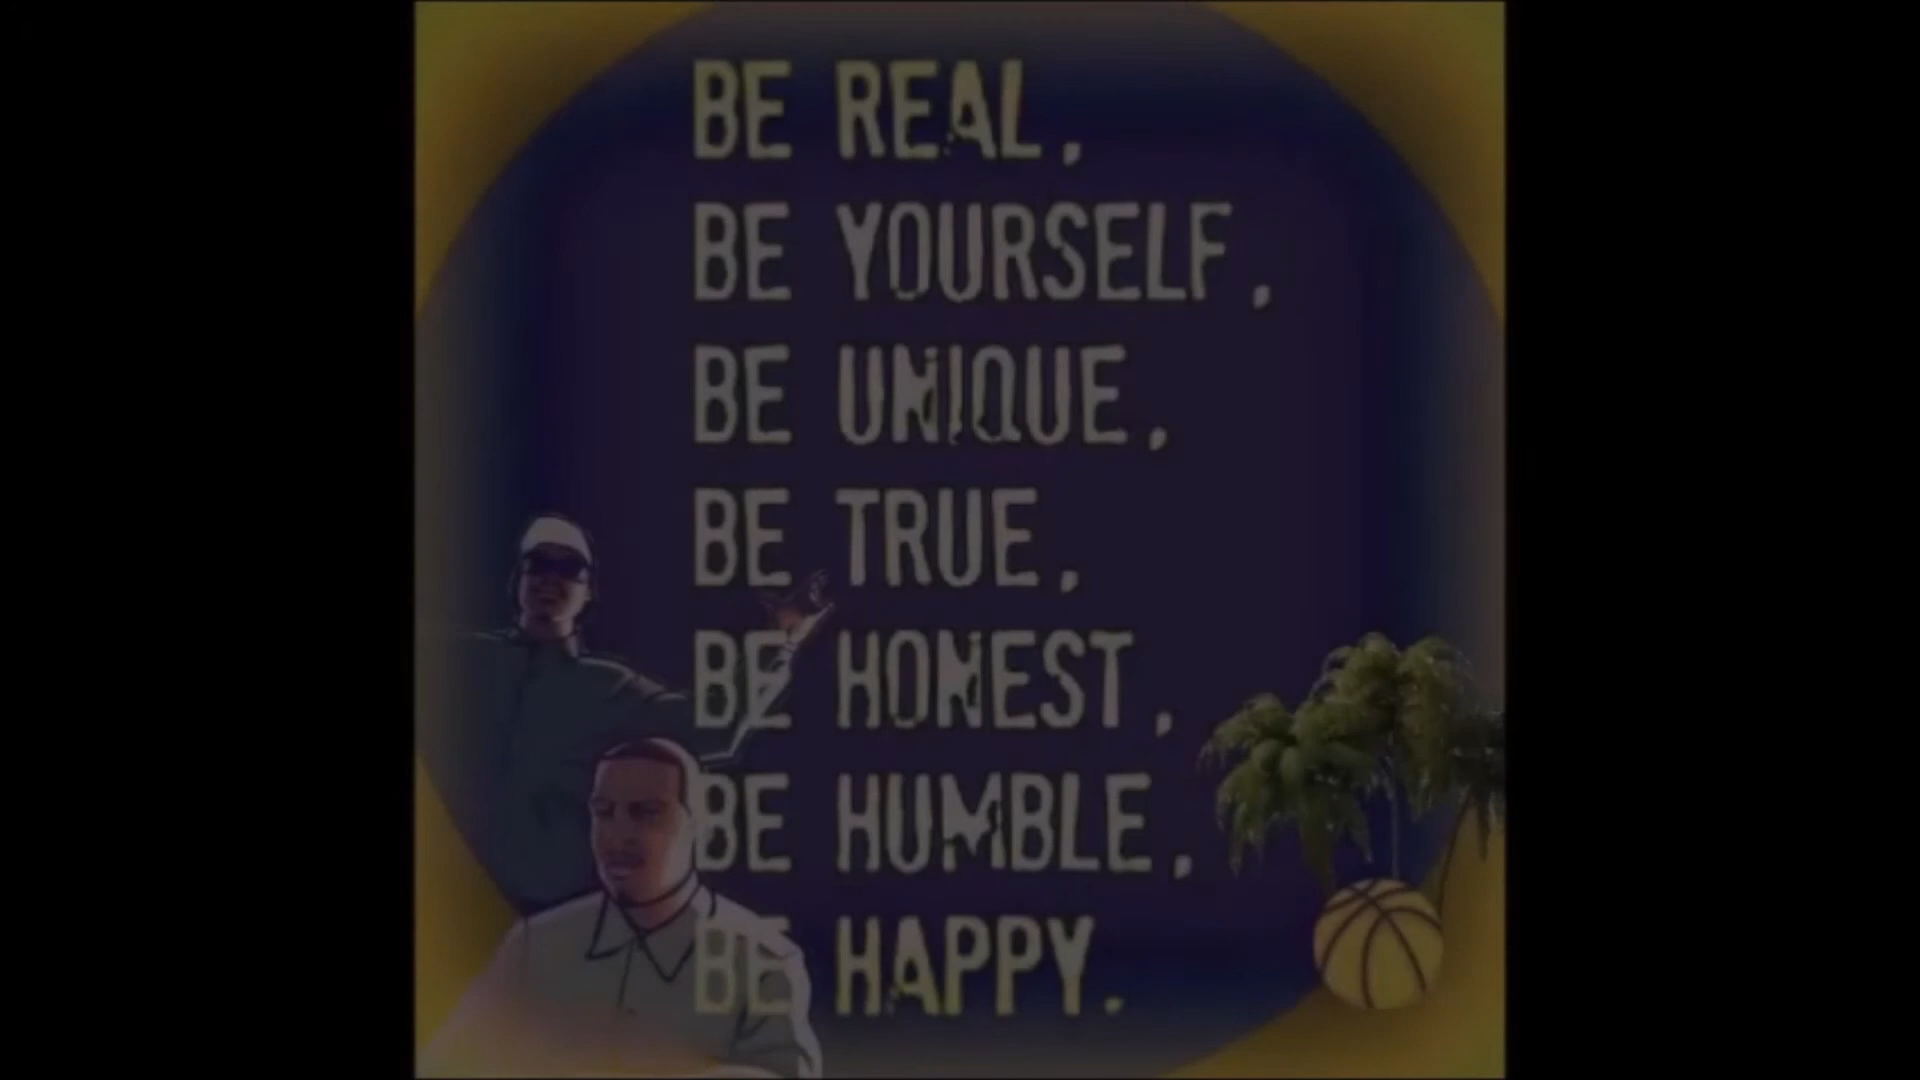 BE REAL,
BE YOURSELF,
BE UNIQUE,
BE TRUE,
BE HONEST,
BE HUMBLE,
BE HAPPY.